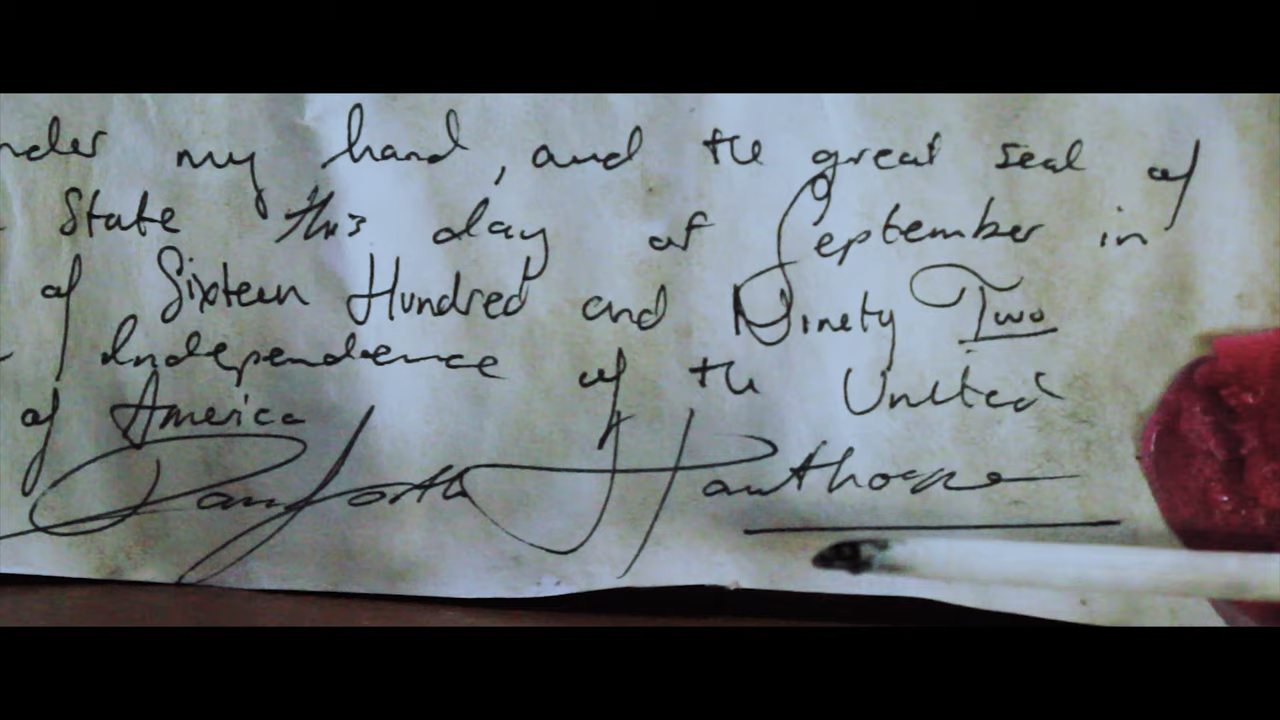 nder my hand, and the great seal of
State this day of September in
of Sixteen Hundred and Ninety Two
Independence of the United
of America
Danforth Hawthorne